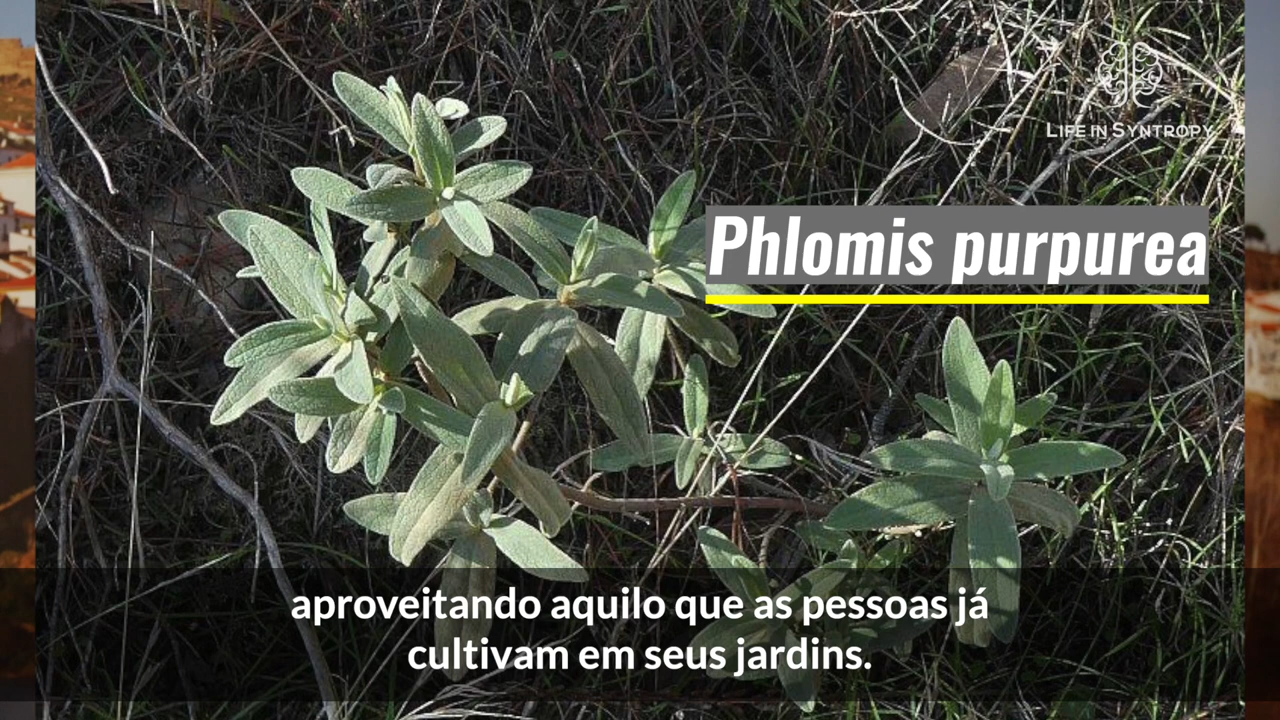 LIFE IN SYNTROPY
Phlomis purpurea
aproveitando aquilo que as pessoas já
cultivam em seus jardins.